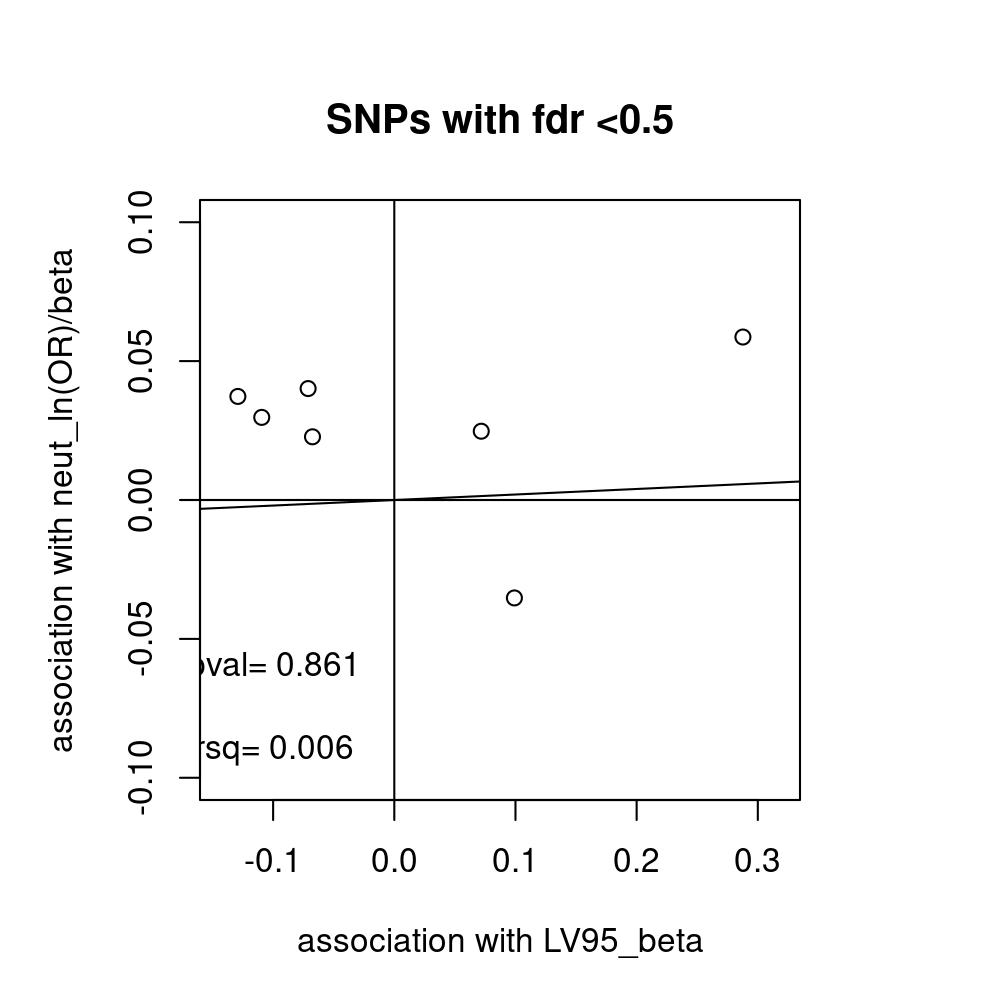 SNPs with fdr <0.5
association with neut_ln(OR)/beta
0.10
0.05
0.00
-0.05
-0.10
pval= 0.861
rsq= 0.006
-0.1
0.0
0.1
0.2
0.3
association with LV95_beta